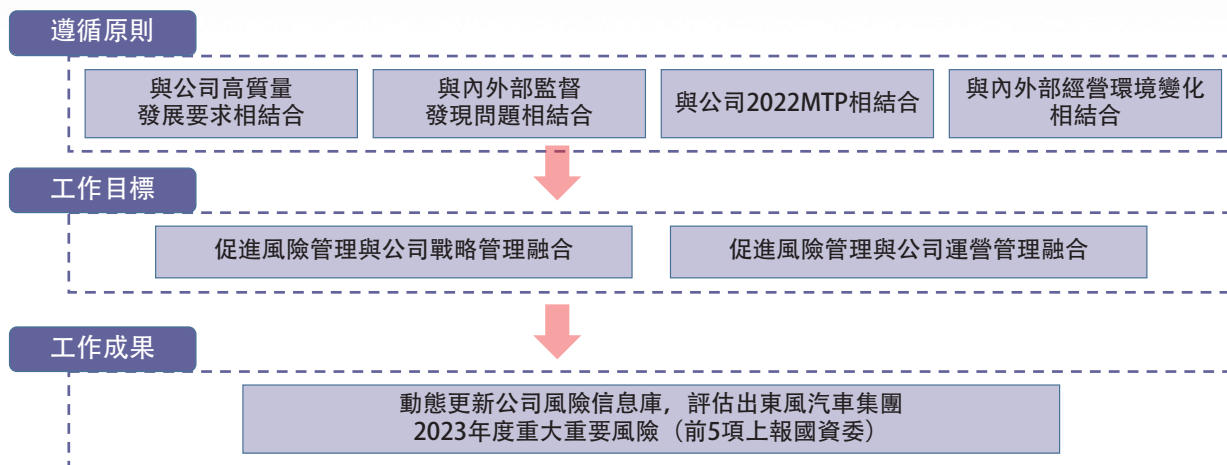 遵循原則
與公司高質量
發展要求相結合
與內外部監督
發現問題相結合
與公司2022MTP相結合
與內外部經營環境變化
相結合
工作目標
促進風險管理與公司戰略管理融合
促進風險管理與公司運營管理融合
工作成果
動態更新公司風險信息庫，評估出東風汽車集團
2023年度重大重要風險（前5項上報國資委）